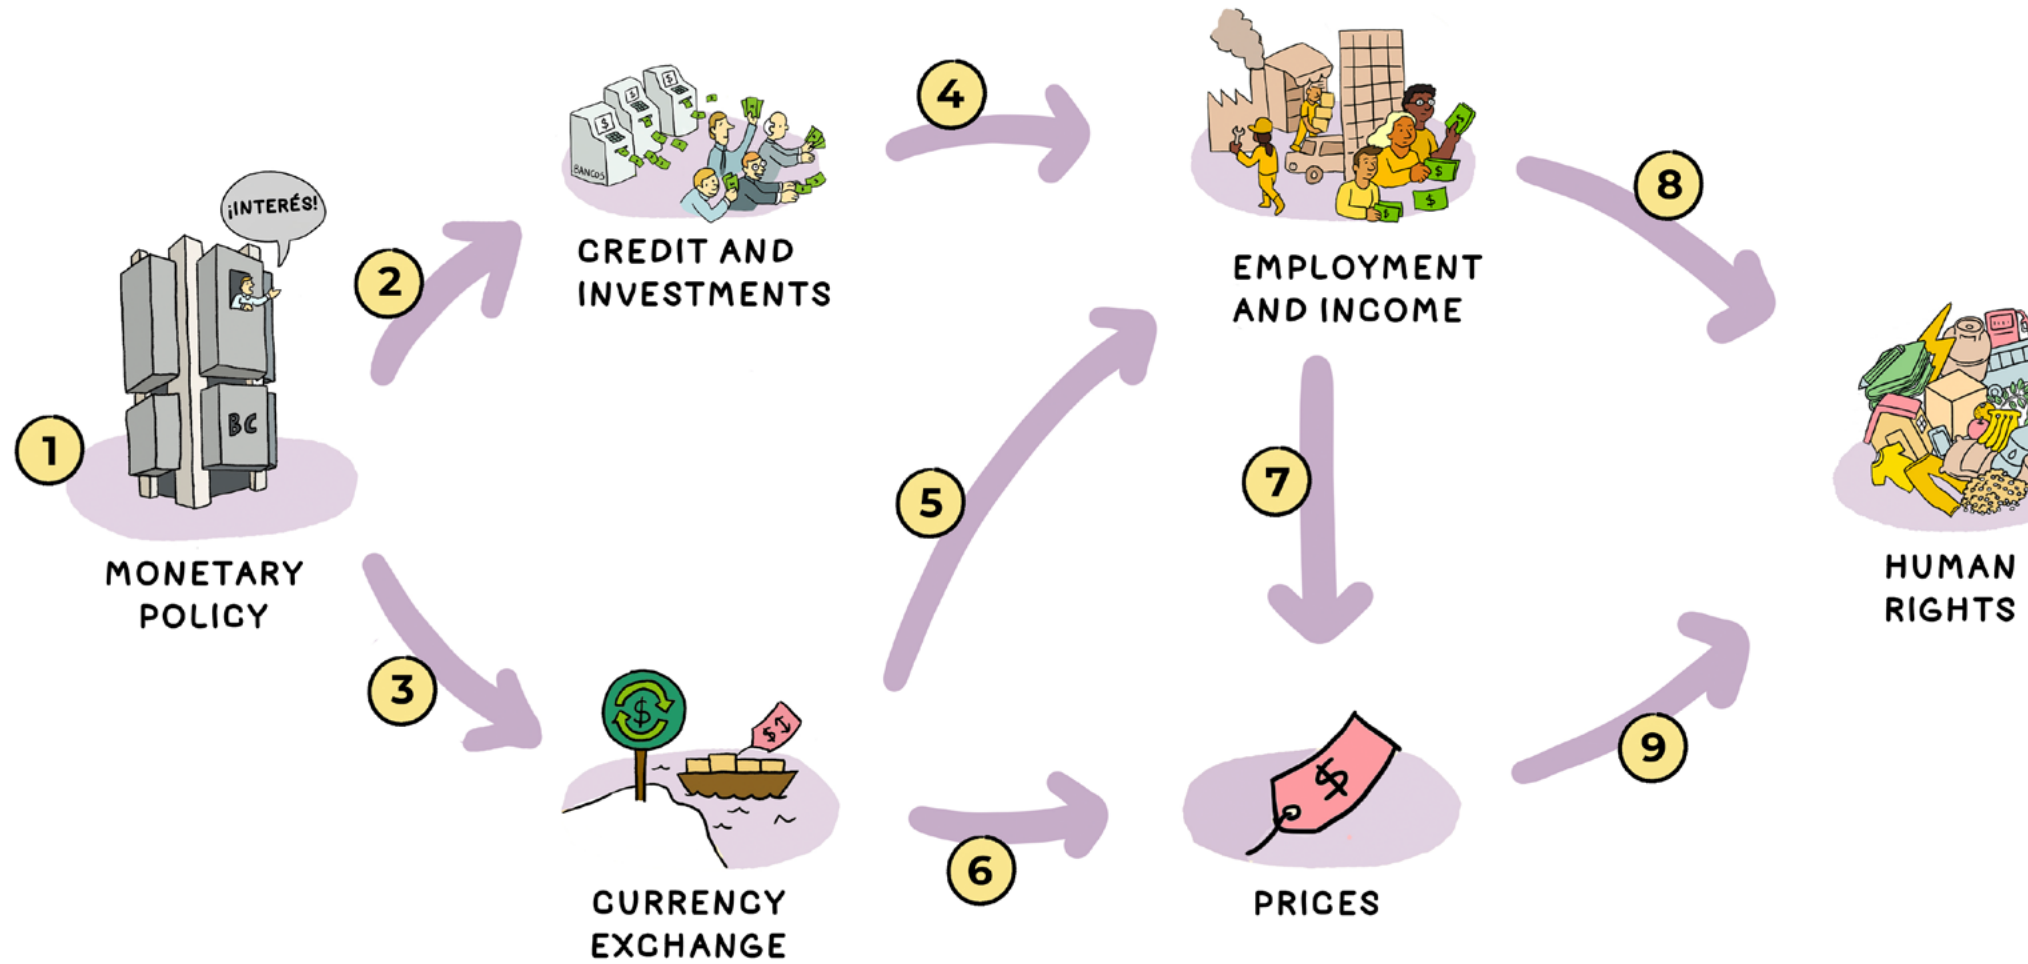 ¡INTERÉS!
BC
1
MONETARY
POLICY
2
3
BANCOS
$
$
$
CREDIT AND
INVESTMENTS
$
$
CURRENCY
EXCHANGE
4
5
6
$
$
$
EMPLOYMENT
AND INCOME
7
$
PRICES
8
9
HUMAN
RIGHTS